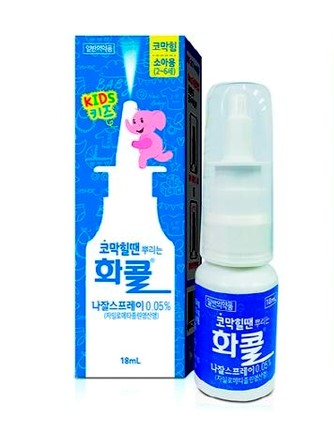 일반의약품
코막힘
소아용
(2~6세)
KiDS
키즈
코막힐땐 뿌리는
화콜
나잘스프레이 0.05%
(자일로메타졸린염산염)
18mL
일반의약품
18mL
코막힐땐 뿌리는
화콜
나잘스프레이 0.05%
(자일로메타졸린염산염)